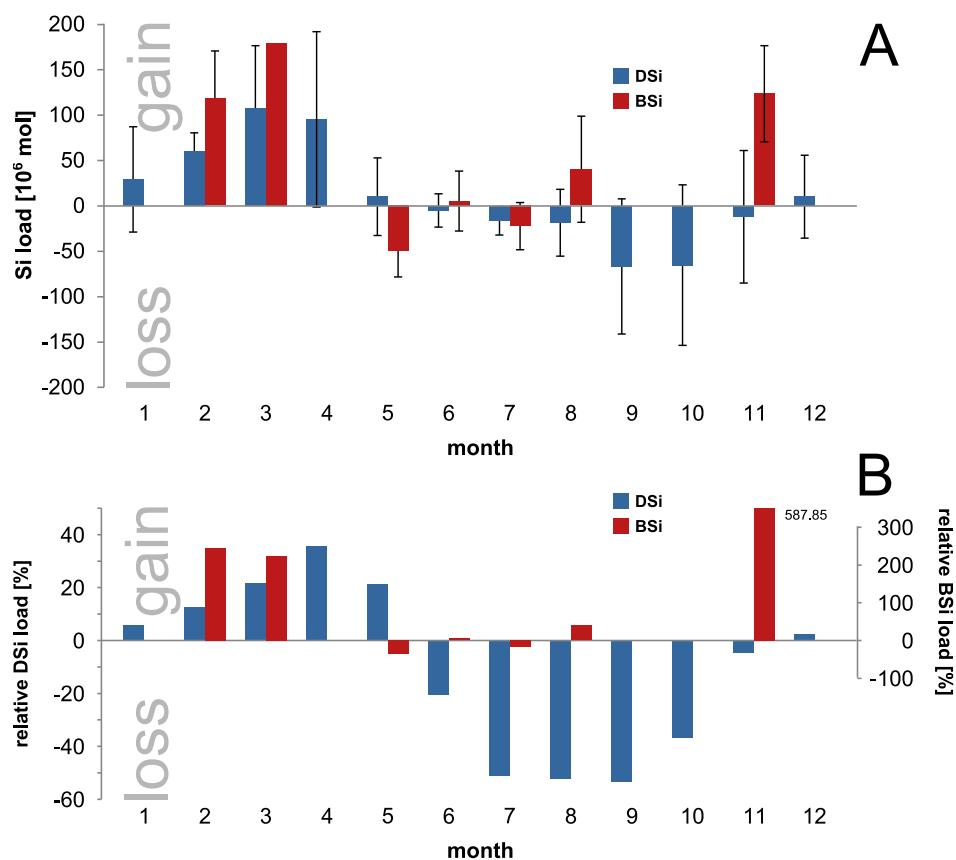 A
200
150
100
50
0
-50
-100
-150
-200
Si load [10⁶ mol]
gain
loss
DSi
BSi
1 2 3 4 5 6 7 8 9 10 11 12
month
B
40
20
0
-20
-40
-60
relative DSi load [%]
gain
loss
DSi
BSi
587.85
300
200
100
0
-100
relative BSi load [%]
1 2 3 4 5 6 7 8 9 10 11 12
month